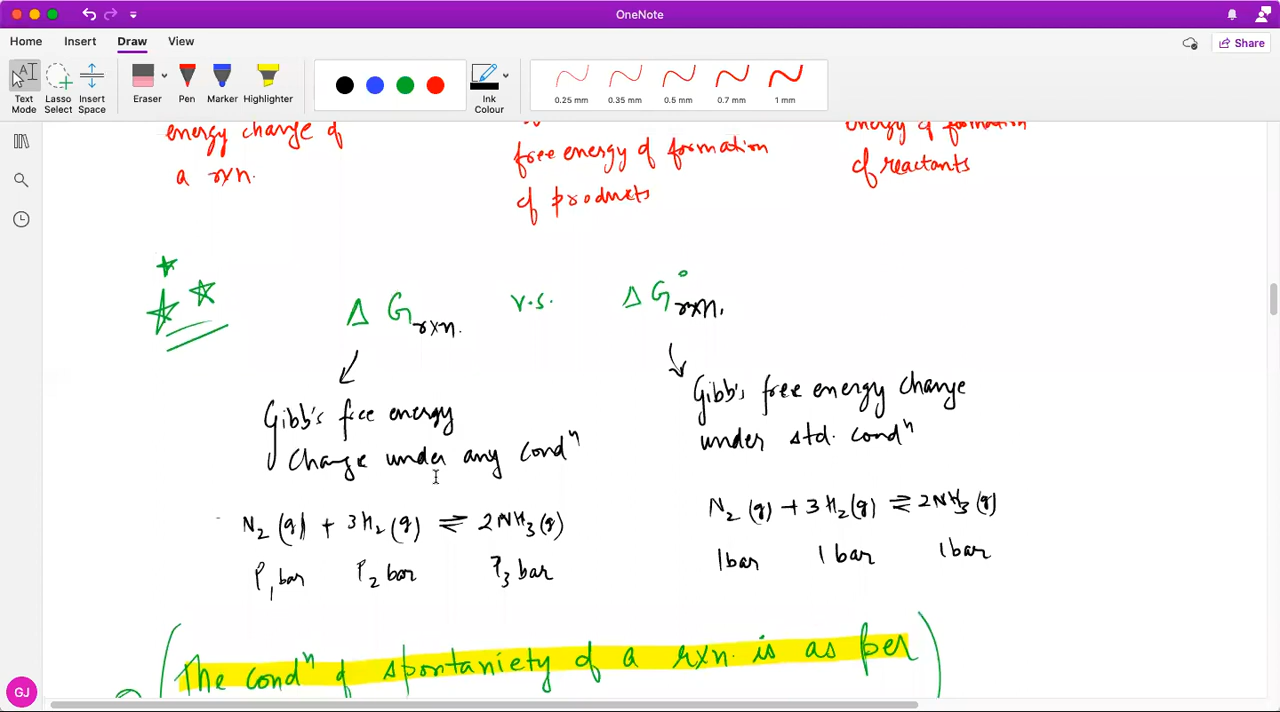 OneNote
Home Insert Draw View
Share
Text Mode
Lasso Select
Insert Space
Eraser
Pen
Marker
Highlighter
Ink Colour
0.25 mm 0.35 mm 0.5 mm 0.7 mm 1 mm
energy change of
a rxn.
free energy of formation
of products
energy of formation
of reactants
Δ G rxn. v.s. Δ G° rxn.
Gibb's free energy
Change under any condⁿ
N₂ (g) + 3H₂ (g) ⇌ 2NH₃ (g)
P₁ bar P₂ bar P₃ bar
Gibb's free energy change
under std. condⁿ
N₂ (g) + 3H₂ (g) ⇌ 2NH₃ (g)
1bar 1bar 1bar
The condⁿ of spontaniety of a rxn. is as per
GJ